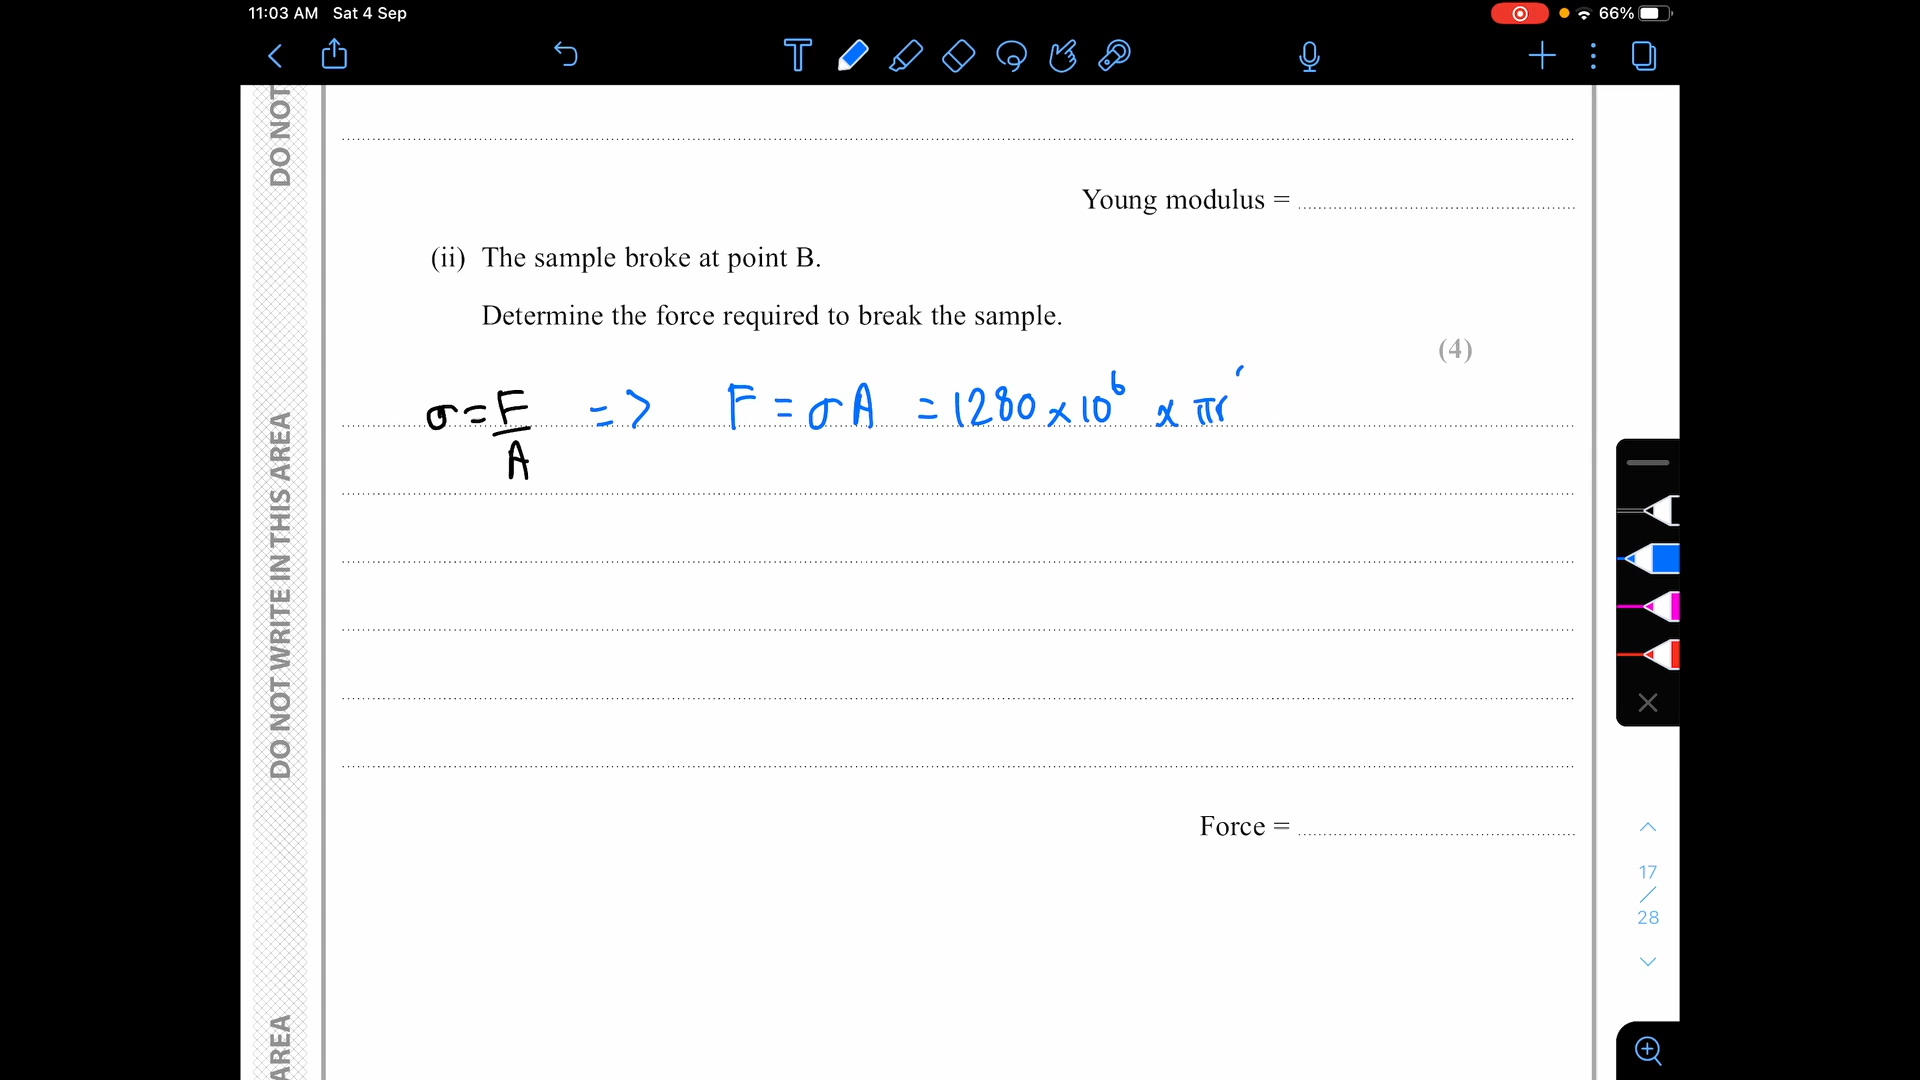 11:03 AM Sat 4 Sep
66%
DO NOT
Young modulus =
(ii) The sample broke at point B.
Determine the force required to break the sample.
(4)
σ = F/A => F = σA = 1280 × 10⁶ × πr
DO NOT WRITE IN THIS AREA
Force =
17
/
28
AREA